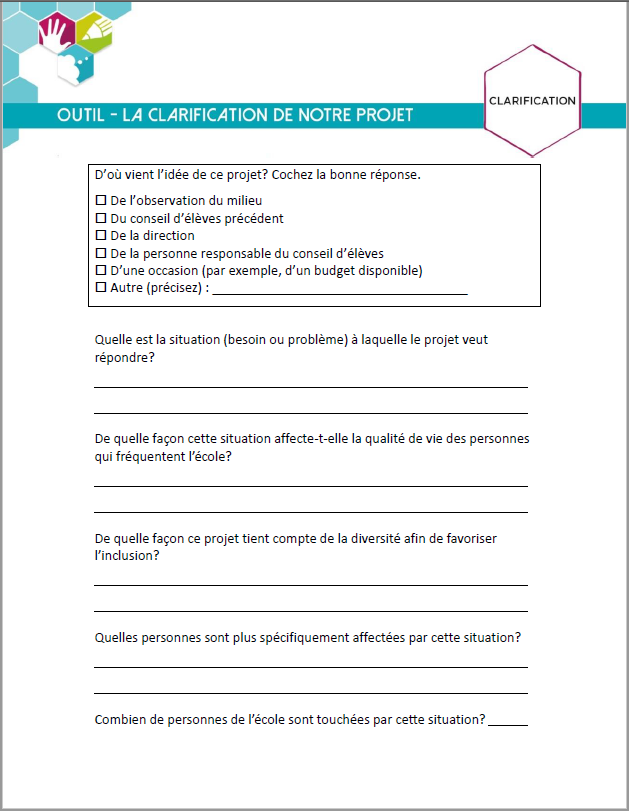 CLARIFICATION
OUTIL - LA CLARIFICATION DE NOTRE PROJET
D'où vient l'idée de ce projet? Cochez la bonne réponse.
☐ De l'observation du milieu
☐ Du conseil d'élèves précédent
☐ De la direction
☐ De la personne responsable du conseil d'élèves
☐ D'une occasion (par exemple, d'un budget disponible)
☐ Autre (précisez) : ___________________________________
Quelle est la situation (besoin ou problème) à laquelle le projet veut
répondre?
De quelle façon cette situation affecte-t-elle la qualité de vie des personnes
qui fréquentent l'école?
De quelle façon ce projet tient compte de la diversité afin de favoriser
l'inclusion?
Quelles personnes sont plus spécifiquement affectées par cette situation?
Combien de personnes de l'école sont touchées par cette situation? ______